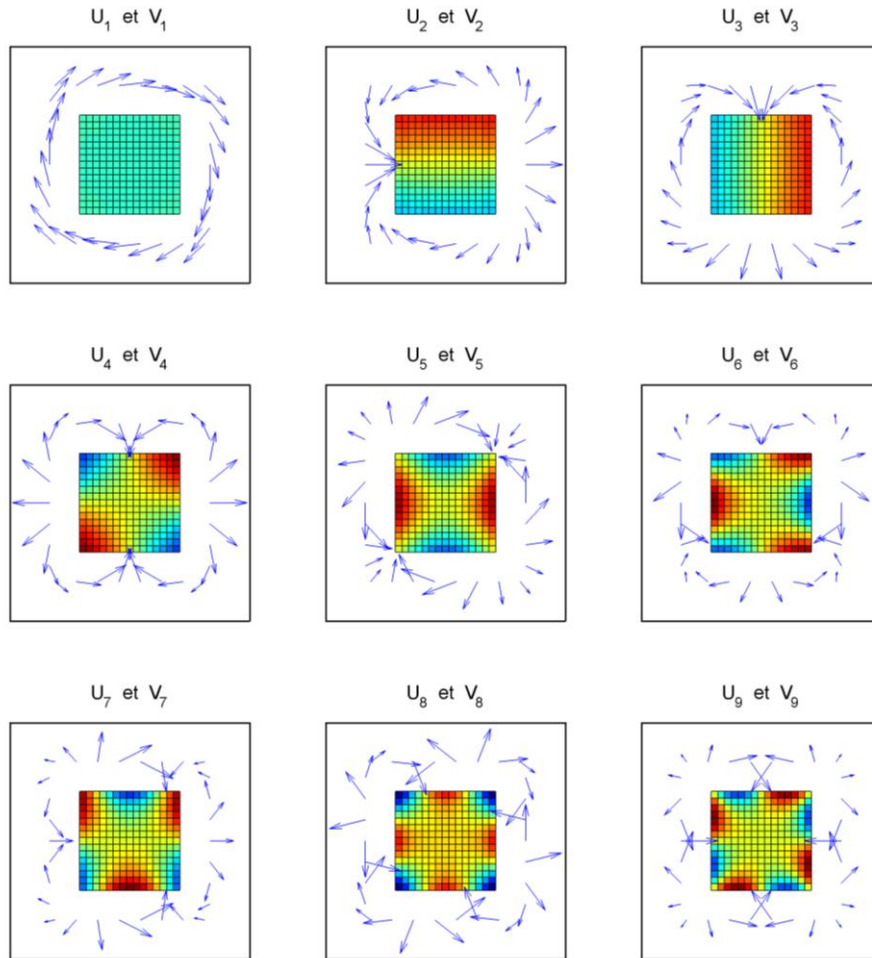 U₁ et V₁ U₂ et V₂ U₃ et V₃
U₄ et V₄ U₅ et V₅ U₆ et V₆
U₇ et V₇ U₈ et V₈ U₉ et V₉